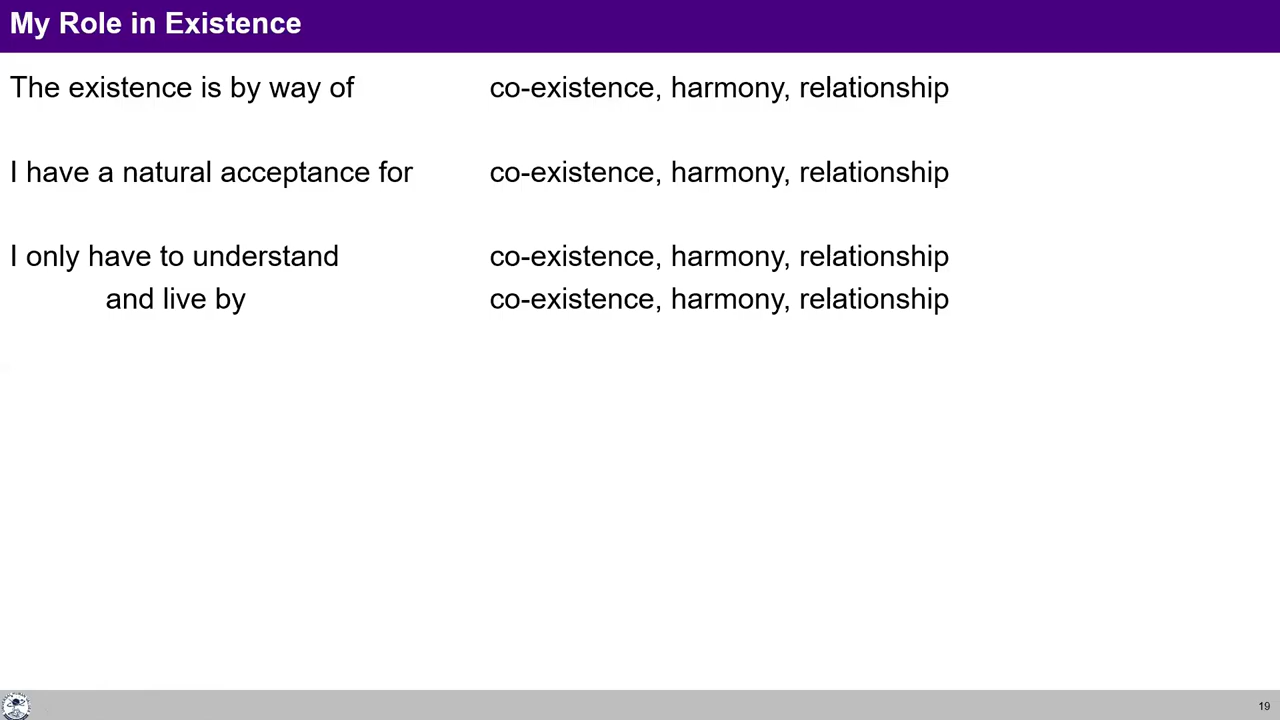 My Role in Existence
The existence is by way of co-existence, harmony, relationship
I have a natural acceptance for co-existence, harmony, relationship
I only have to understand co-existence, harmony, relationship
and live by co-existence, harmony, relationship
19